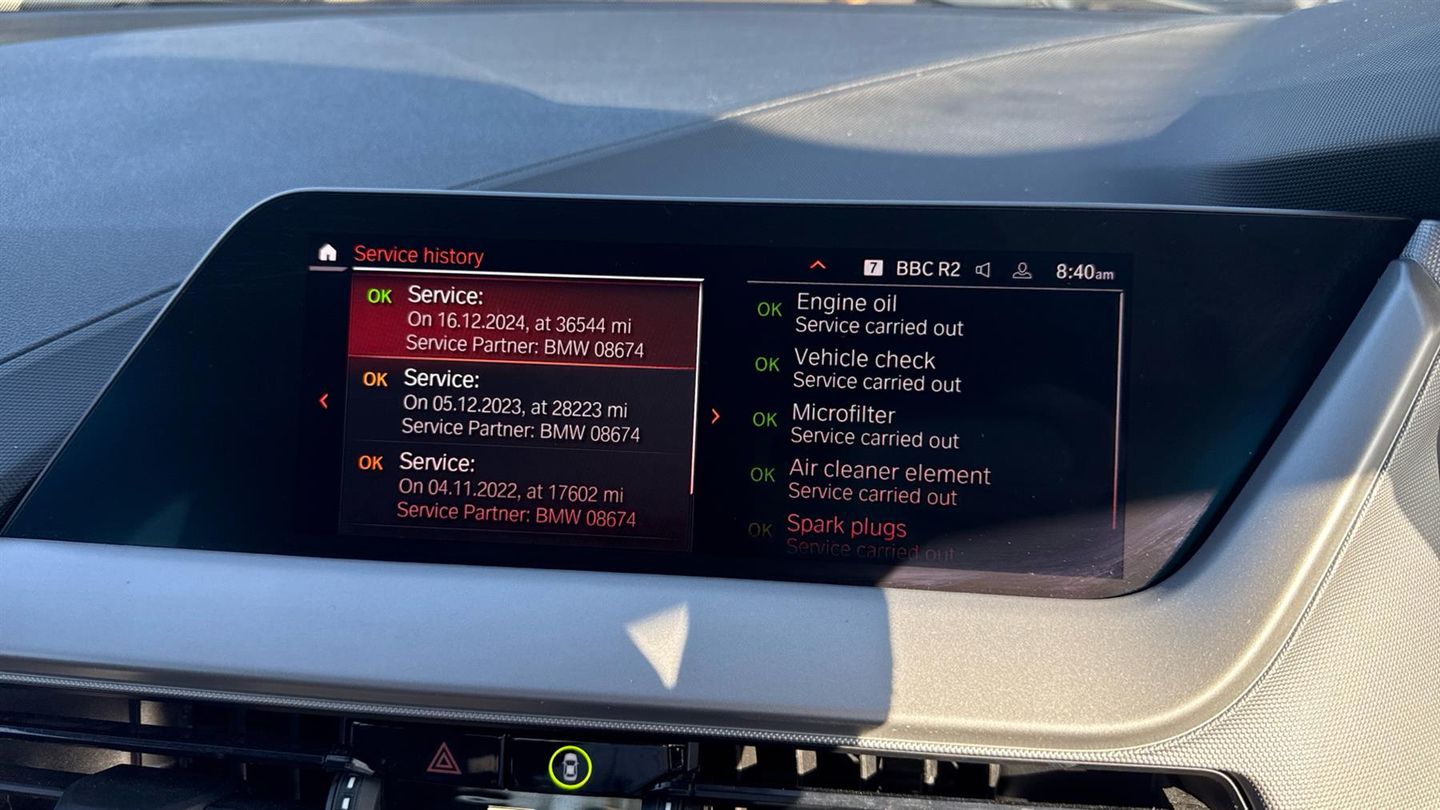 Service history
7 BBC R2 8:40am
OK Service:
On 16.12.2024, at 36544 mi
Service Partner: BMW 08674
OK Service:
On 05.12.2023, at 28223 mi
Service Partner: BMW 08674
OK Service:
On 04.11.2022, at 17602 mi
Service Partner: BMW 08674
OK Engine oil
Service carried out
OK Vehicle check
Service carried out
OK Microfilter
Service carried out
OK Air cleaner element
Service carried out
OK Spark plugs
Service carried out